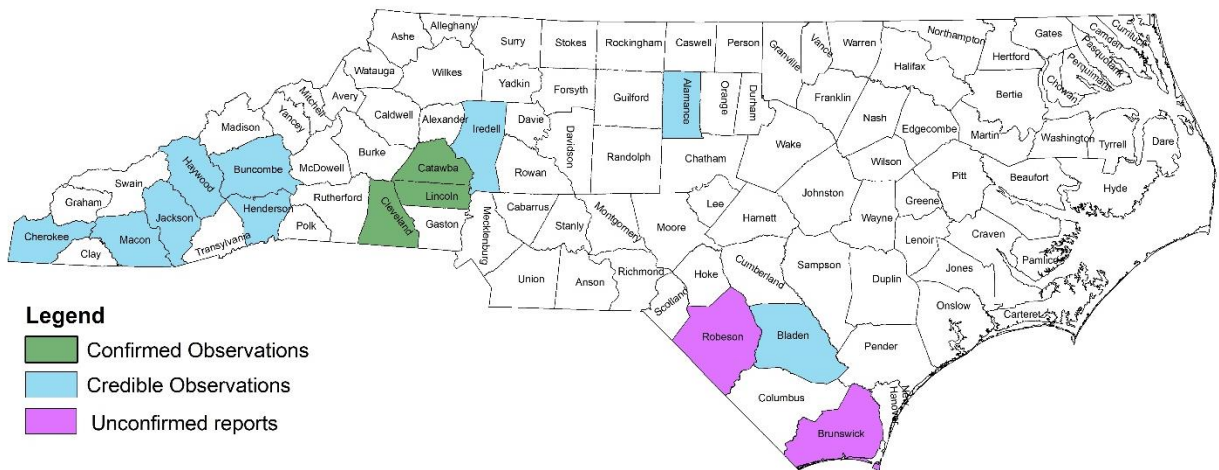 Alleghany
Ashe
Surry
Stokes
Rockingham
Caswell
Person
Granville
Vance
Warren
Northampton
Gates
Camden
Currituck
Pasquotank
Perquimans
Chowan
Hertford
Halifax
Bertie
Watauga
Wilkes
Yadkin
Forsyth
Guilford
Alamance
Orange
Durham
Franklin
Nash
Edgecombe
Martin
Washington
Tyrrell
Dare
Mitchell
Avery
Yancey
Madison
Caldwell
Alexander
Iredell
Davie
Davidson
Randolph
Chatham
Wake
Wilson
Pitt
Beaufort
Hyde
Haywood
Buncombe
McDowell
Burke
Catawba
Rowan
Johnston
Greene
Swain
Graham
Jackson
Henderson
Rutherford
Lincoln
Cleveland
Cabarrus
Stanly
Montgomery
Moore
Lee
Harnett
Wayne
Lenoir
Craven
Pamlico
Cherokee
Macon
Clay
Transylvania
Polk
Gaston
Mecklenburg
Union
Anson
Richmond
Scotland
Hoke
Cumberland
Sampson
Duplin
Jones
Onslow
Carteret
Robeson
Bladen
Pender
Columbus
New
Hanover
Brunswick
Legend
Confirmed Observations
Credible Observations
Unconfirmed reports